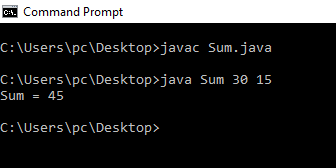 Command Prompt
C:\Users\pc\Desktop>javac Sum.java
C:\Users\pc\Desktop>java Sum 30 15
Sum = 45
C:\Users\pc\Desktop>